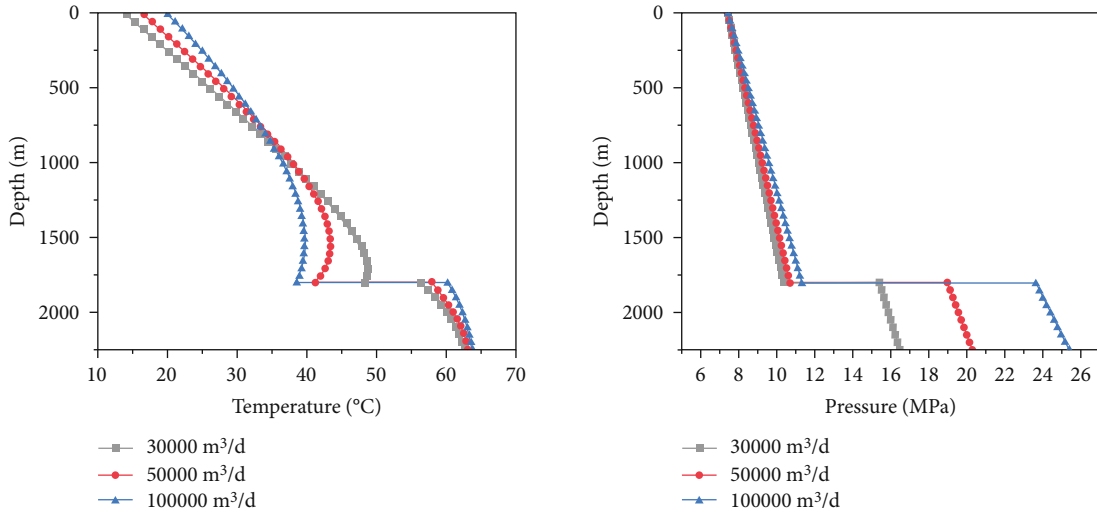 0
500
1000
1500
2000
Depth (m)
10 20 30 40 50 60 70
Temperature (°C)
30000 m³/d
50000 m³/d
100000 m³/d
0
500
1000
1500
2000
Depth (m)
6 8 10 12 14 16 18 20 22 24 26
Pressure (MPa)
30000 m³/d
50000 m³/d
100000 m³/d